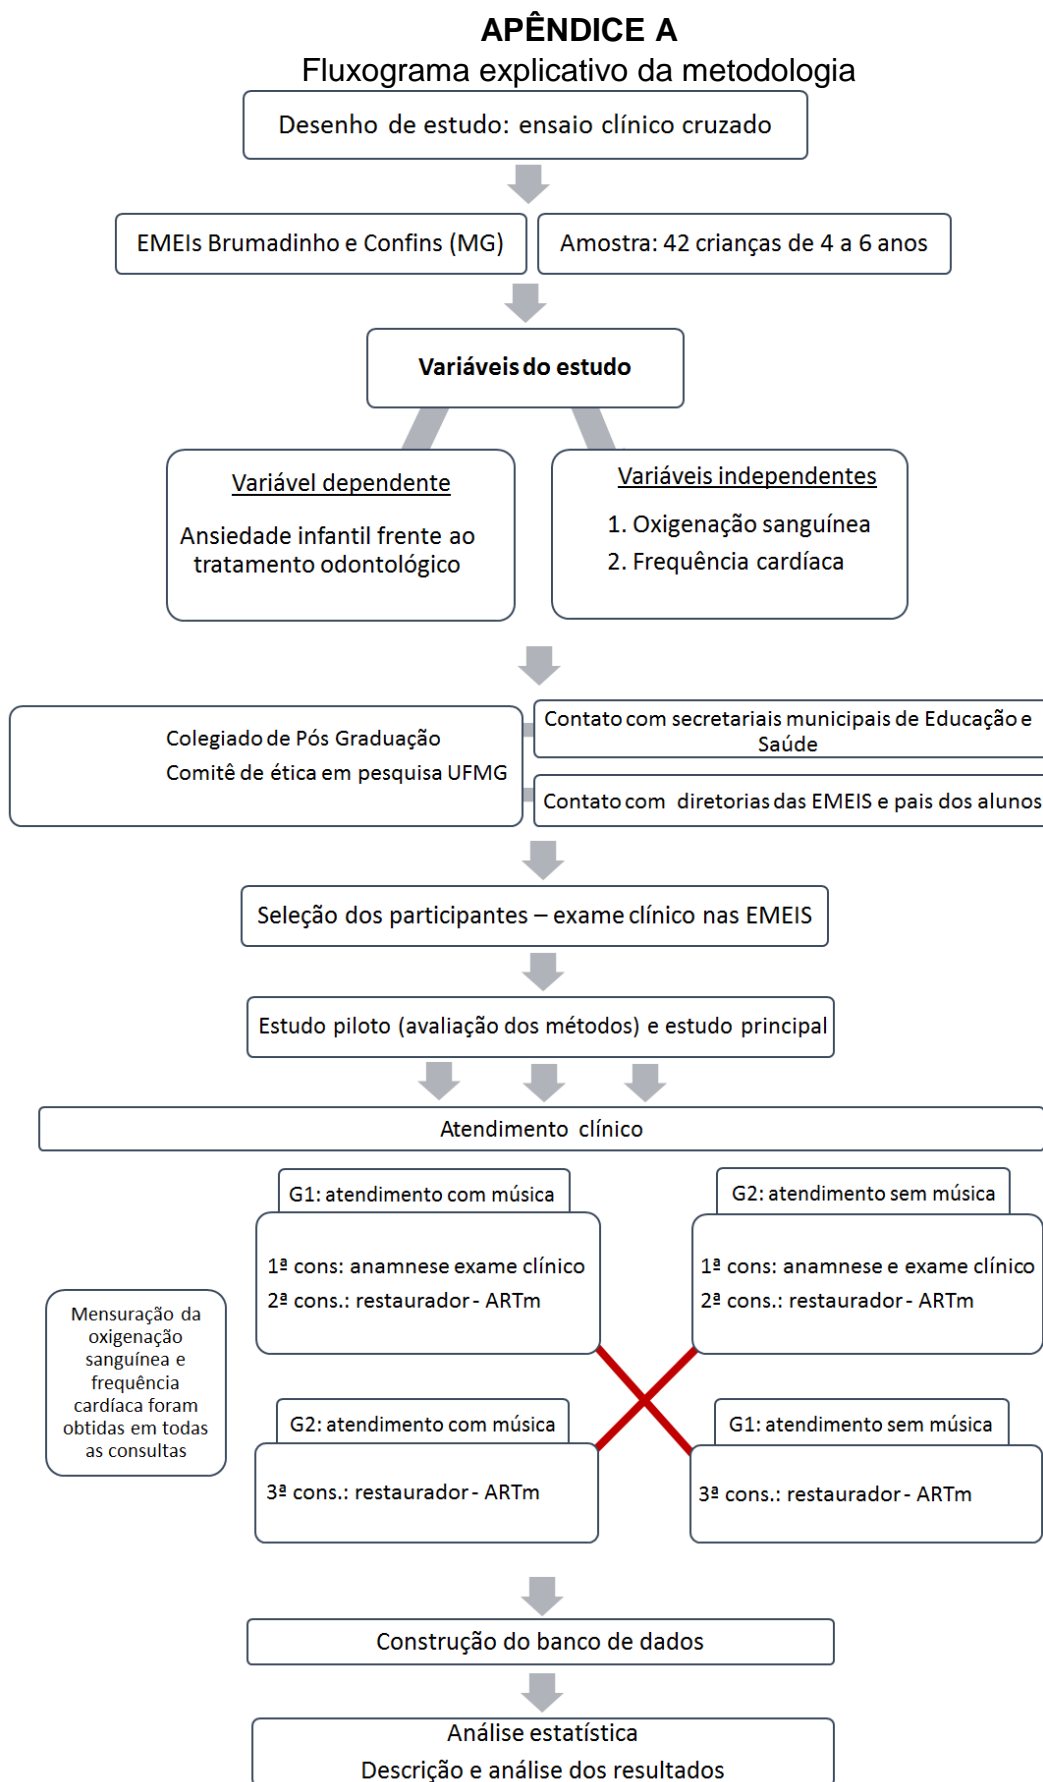 APÊNDICE A
Fluxograma explicativo da metodologia
Desenho de estudo: ensaio clínico cruzado
EMEIs Brumadinho e Confins (MG)
Amostra: 42 crianças de 4 a 6 anos
Variáveis do estudo
Variável dependente
Ansiedade infantil frente ao
tratamento odontológico
Variáveis independentes
1. Oxigenação sanguínea
2. Frequência cardíaca
Colegiado de Pós Graduação
Comitê de ética em pesquisa UFMG
Contato com secretariais municipais de Educação e
Saúde
Contato com diretorias das EMEIS e pais dos alunos
Seleção dos participantes – exame clínico nas EMEIS
Estudo piloto (avaliação dos métodos) e estudo principal
Atendimento clínico
G1: atendimento com música
1ª cons: anamnese exame clínico
2ª cons.: restaurador - ARTm
G2: atendimento sem música
1ª cons: anamnese e exame clínico
2ª cons.: restaurador - ARTm
Mensuração da
oxigenação
sanguínea e
frequência
cardíaca foram
obtidas em todas
as consultas
G2: atendimento com música
3ª cons.: restaurador - ARTm
G1: atendimento sem música
3ª cons.: restaurador - ARTm
Construção do banco de dados
Análise estatística
Descrição e análise dos resultados